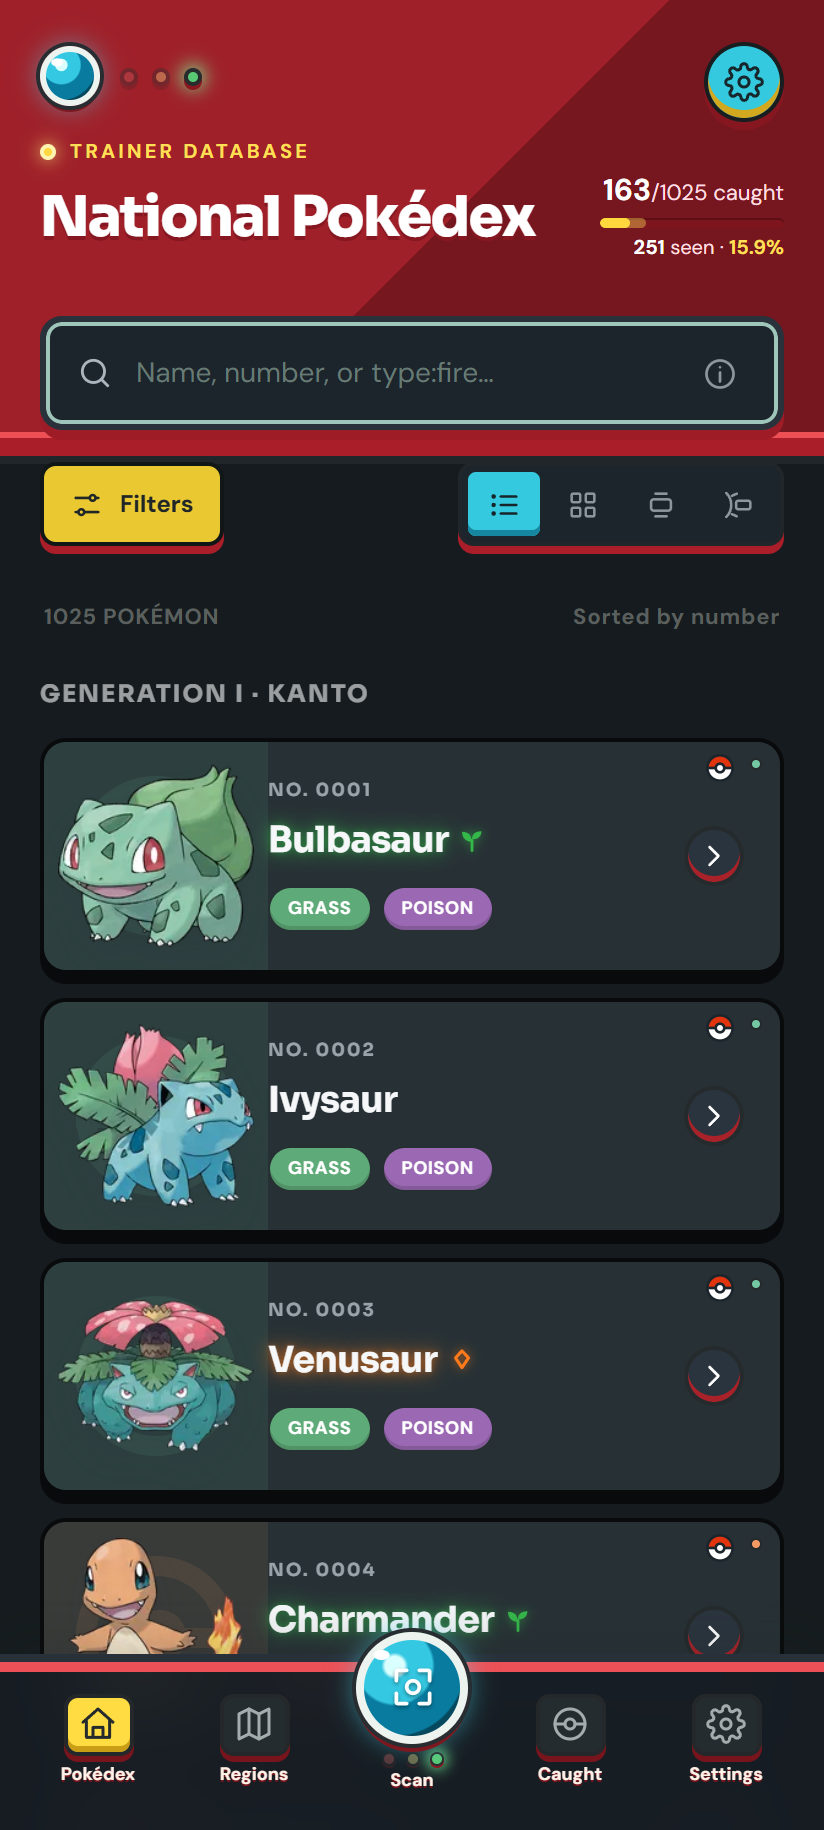 TRAINER DATABASE
National Pokédex
163/1025 caught
251 seen · 15.9%
Name, number, or type:fire...
Filters
1025 POKÉMON
Sorted by number
GENERATION I · KANTO
NO. 0001
Bulbasaur
GRASS POISON
NO. 0002
Ivysaur
GRASS POISON
NO. 0003
Venusaur
GRASS POISON
NO. 0004
Charmander
Pokédex
Regions
Scan
Caught
Settings